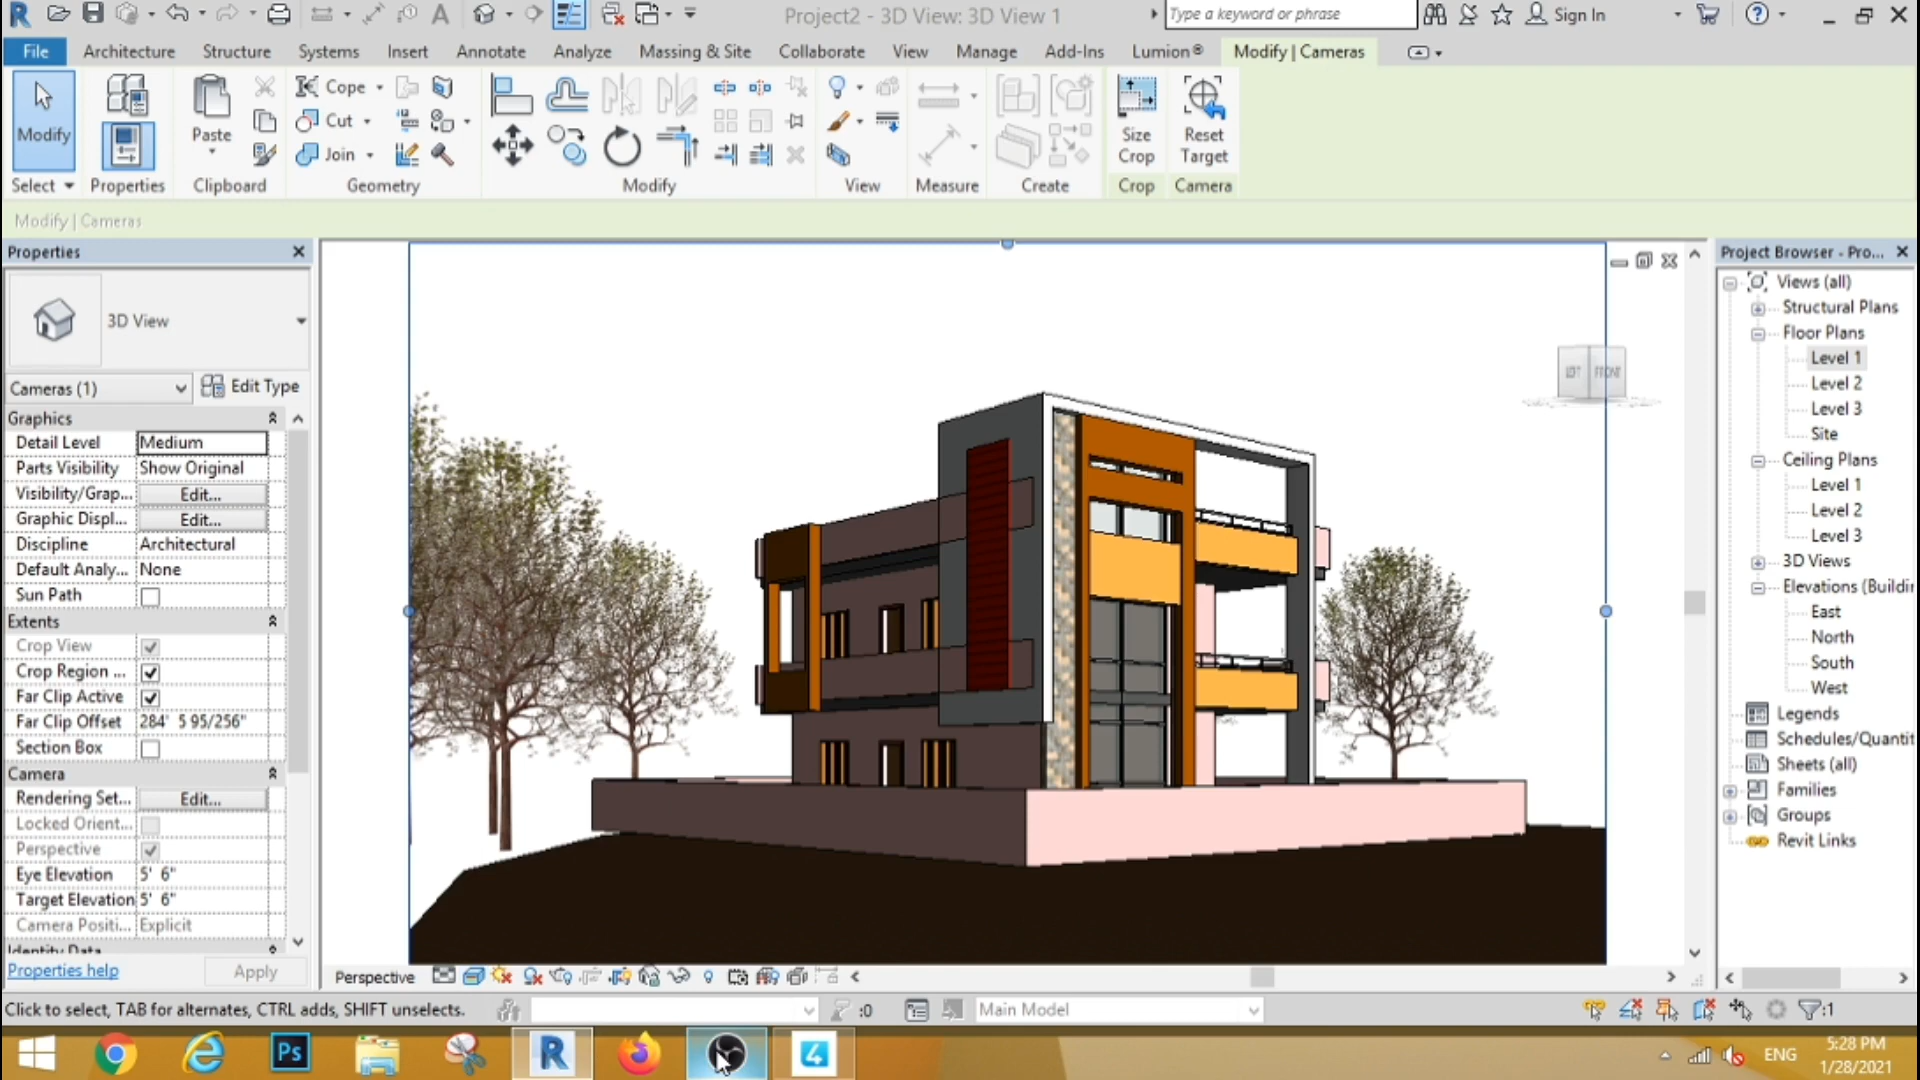 Project2 - 3D View: 3D View 1
Type a keyword or phrase
Sign In
File
Architecture
Structure
Systems
Insert
Annotate
Analyze
Massing & Site
Collaborate
View
Manage
Add-Ins
Lumion®
Modify | Cameras
Modify
Paste
Cope
Cut
Join
Size
Crop
Reset
Target
Select
Properties
Clipboard
Geometry
Modify
View
Measure
Create
Crop
Camera
Modify | Cameras
Properties
3D View
Cameras (1)
Edit Type
Graphics
Detail Level Medium
Parts Visibility Show Original
Visibility/Grap... Edit...
Graphic Displ... Edit...
Discipline Architectural
Default Analy... None
Sun Path
Extents
Crop View
Crop Region ...
Far Clip Active
Far Clip Offset 284' 5 95/256"
Section Box
Camera
Rendering Set... Edit...
Locked Orient...
Perspective
Eye Elevation 5' 6"
Target Elevation 5' 6"
Camera Positi... Explicit
Identity Data
Properties help
Apply
FRONT
Perspective
Project Browser - Pro...
Views (all)
Structural Plans
Floor Plans
Level 1
Level 2
Level 3
Site
Ceiling Plans
Level 1
Level 2
Level 3
3D Views
Elevations (Buildi
East
North
South
West
Legends
Schedules/Quantit
Sheets (all)
Families
Groups
Revit Links
Click to select, TAB for alternates, CTRL adds, SHIFT unselects.
:0
Main Model
:1
Ps
R
4
ENG
5:28 PM
1/28/2021